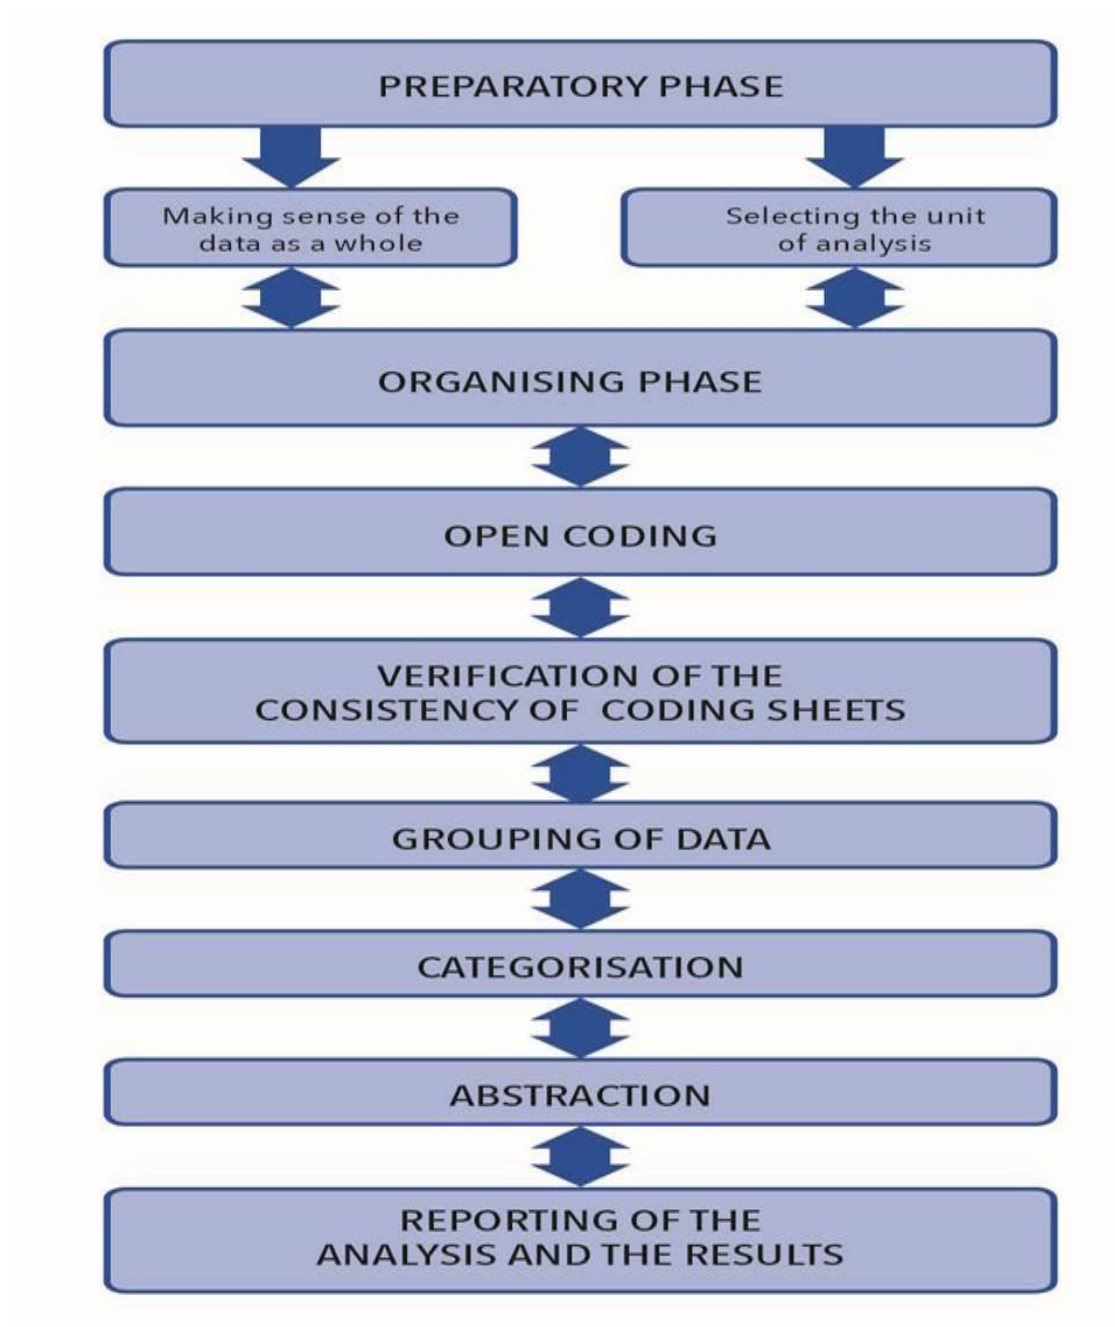 PREPARATORY PHASE
Making sense of the
data as a whole
Selecting the unit
of analysis
ORGANISING PHASE
OPEN CODING
VERIFICATION OF THE
CONSISTENCY OF CODING SHEETS
GROUPING OF DATA
CATEGORISATION
ABSTRACTION
REPORTING OF THE
ANALYSIS AND THE RESULTS